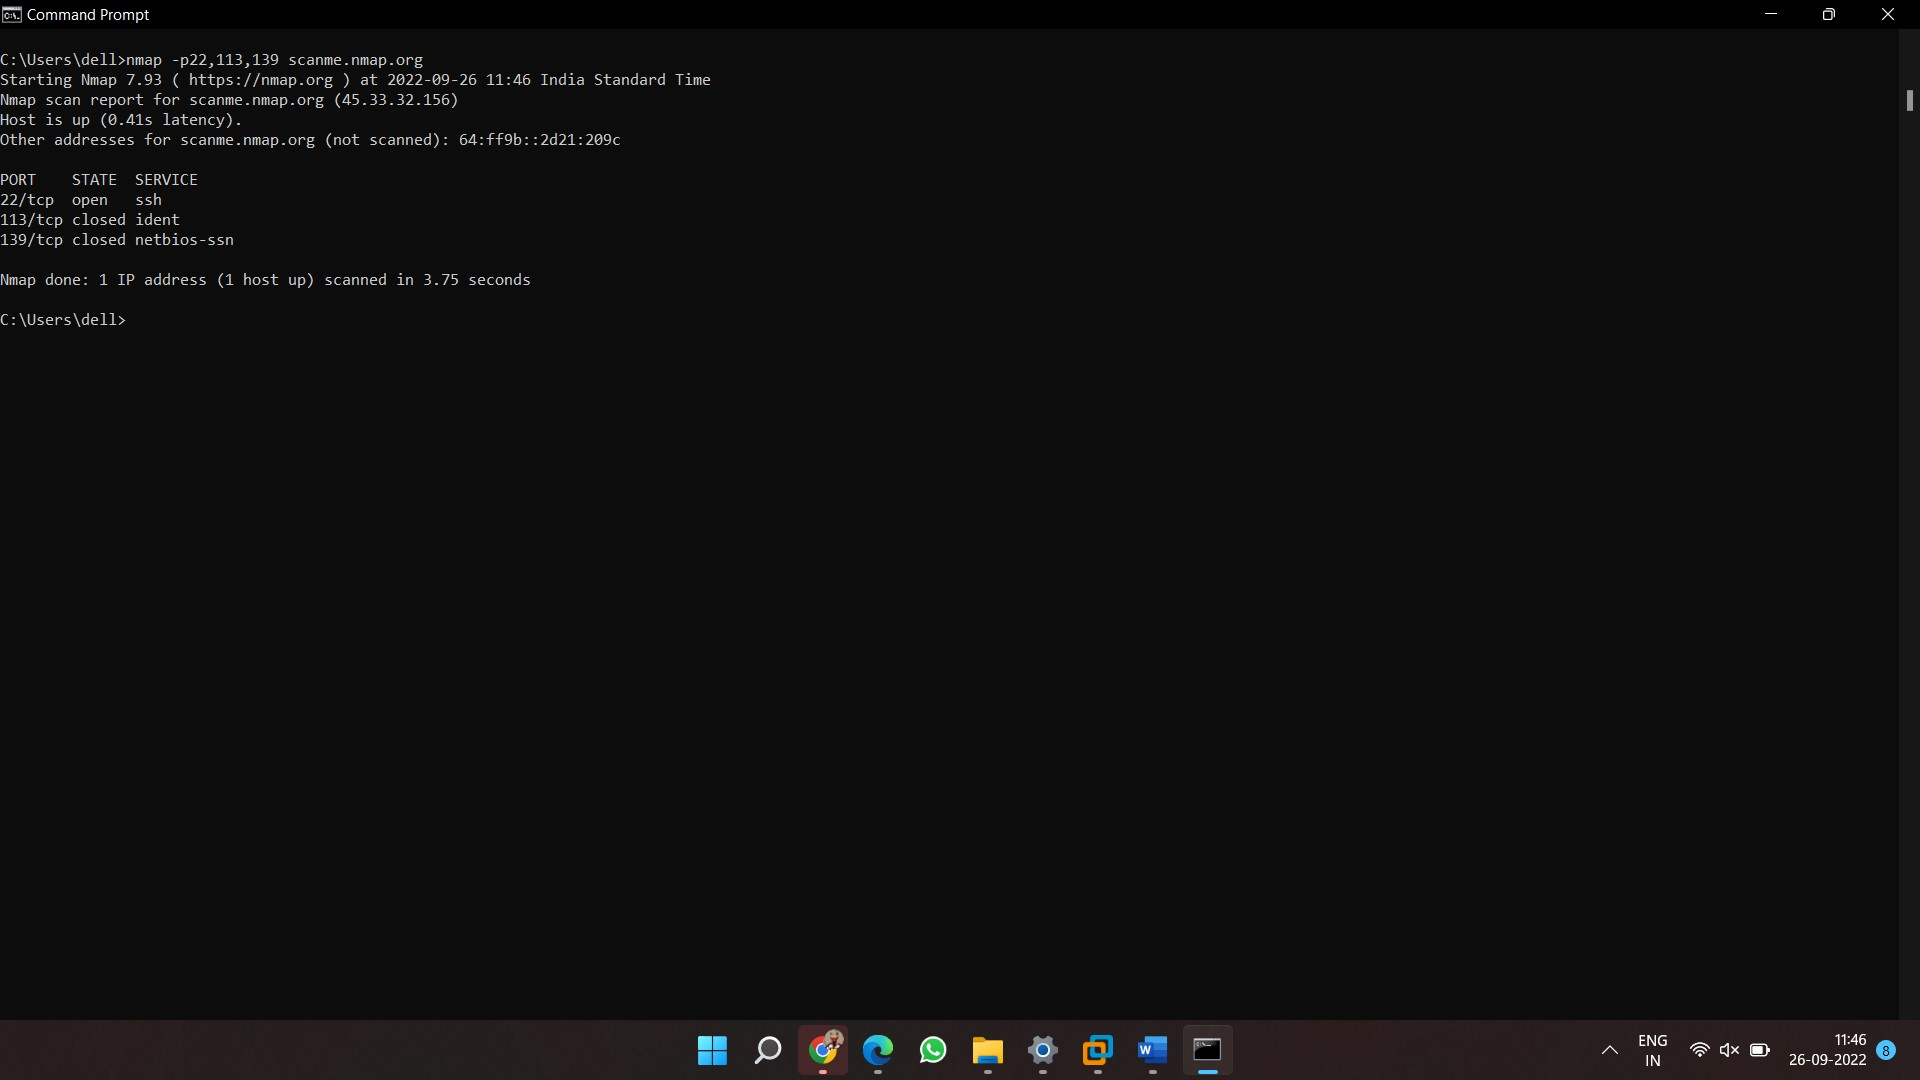 Command Prompt
C:\Users\dell>nmap -p22,113,139 scanme.nmap.org
Starting Nmap 7.93 ( https://nmap.org ) at 2022-09-26 11:46 India Standard Time
Nmap scan report for scanme.nmap.org (45.33.32.156)
Host is up (0.41s latency).
Other addresses for scanme.nmap.org (not scanned): 64:ff9b::2d21:209c
PORT    STATE  SERVICE
22/tcp  open   ssh
113/tcp closed ident
139/tcp closed netbios-ssn
Nmap done: 1 IP address (1 host up) scanned in 3.75 seconds
C:\Users\dell>
ENG
IN
11:46
26-09-2022
8